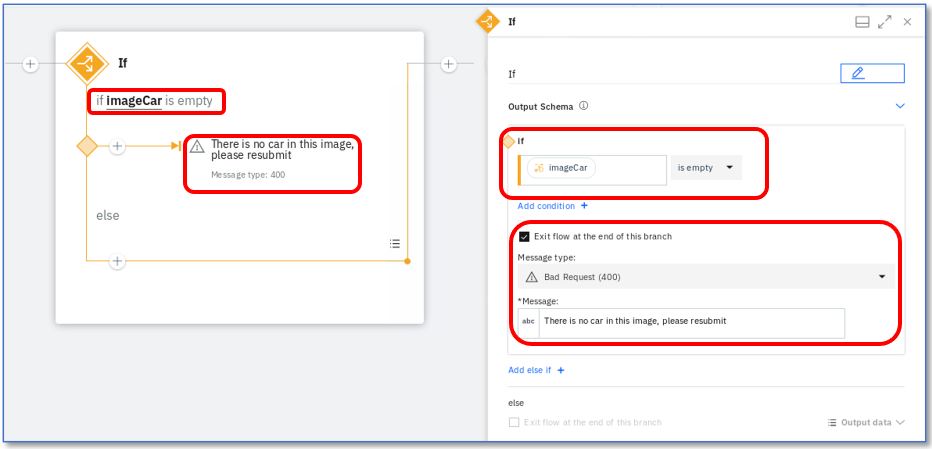 If
if imageCar is empty
There is no car in this image,
please resubmit
Message type: 400
else
If
If
Output Schema
if
imageCar
is empty
Add condition +
Exit flow at the end of this branch
Message type:
Bad Request (400)
*Message:
abc
There is no car in this image, please resubmit
Add else if +
else
Exit flow at the end of this branch
Output data